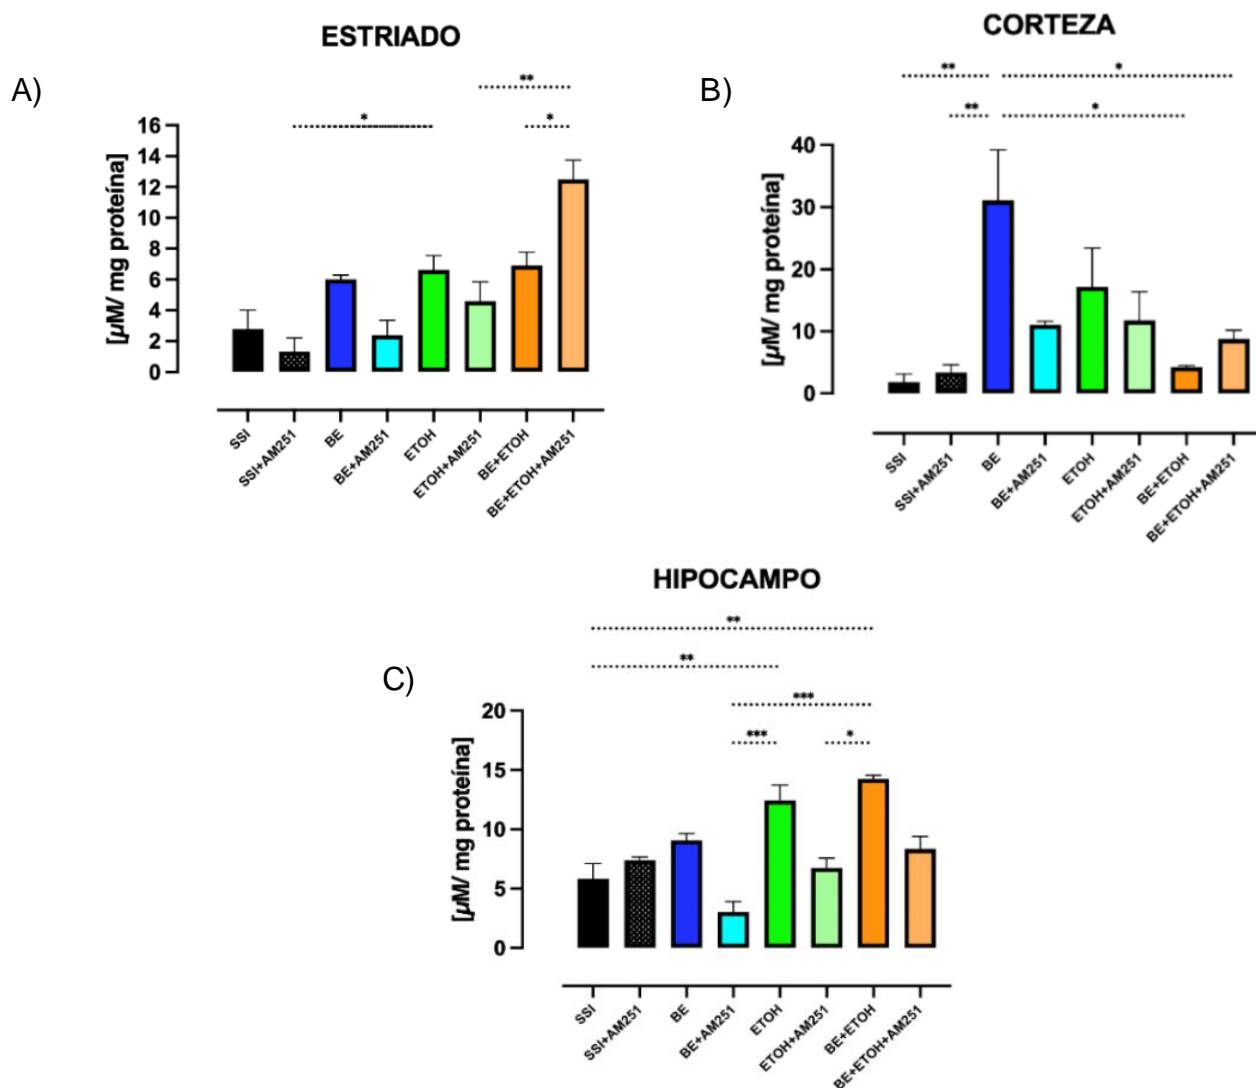 ESTRIADO
A)
**
*
*
[µM/ mg proteína]
16
14
12
10
8
6
4
2
0
SSI
SSI+AM251
BE
BE+AM251
ETOH
ETOH+AM251
BE+ETOH
BE+ETOH+AM251
CORTEZA
B)
**
*
**
*
[µM/ mg proteína]
40
30
20
10
0
SSI
SSI+AM251
BE
BE+AM251
ETOH
ETOH+AM251
BE+ETOH
BE+ETOH+AM251
HIPOCAMPO
C)
**
**
***
***
*
[µM/ mg proteína]
20
15
10
5
0
SSI
SSI+AM251
BE
BE+AM251
ETOH
ETOH+AM251
BE+ETOH
BE+ETOH+AM251